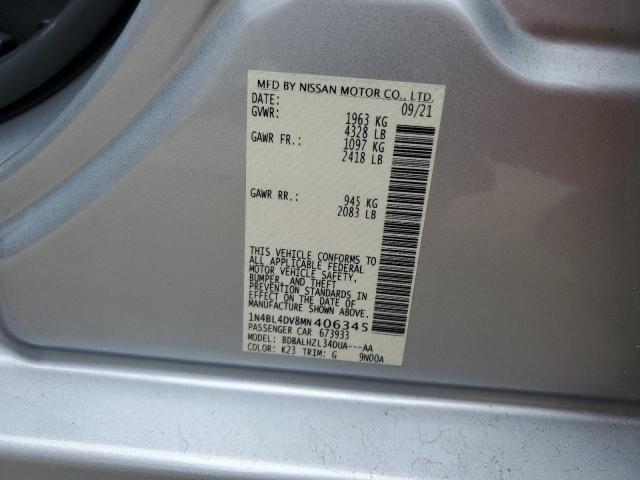 MFD BY NISSAN MOTOR CO., LTD.
DATE: 09/21
GVWR: 1963 KG
4328 LB
GAWR FR.: 1097 KG
2418 LB
GAWR RR.: 945 KG
2083 LB
THIS VEHICLE CONFORMS TO
ALL APPLICABLE FEDERAL
MOTOR VEHICLE SAFETY,
BUMPER, AND THEFT
PREVENTION STANDARDS IN
EFFECT ON THE DATE OF
MANUFACTURE SHOWN ABOVE.
1N4BL4DV8MN406345
PASSENGER CAR 673933
MODEL: BDBALHZL34DUA---AA
COLOR: K23 TRIM: G 9N00A